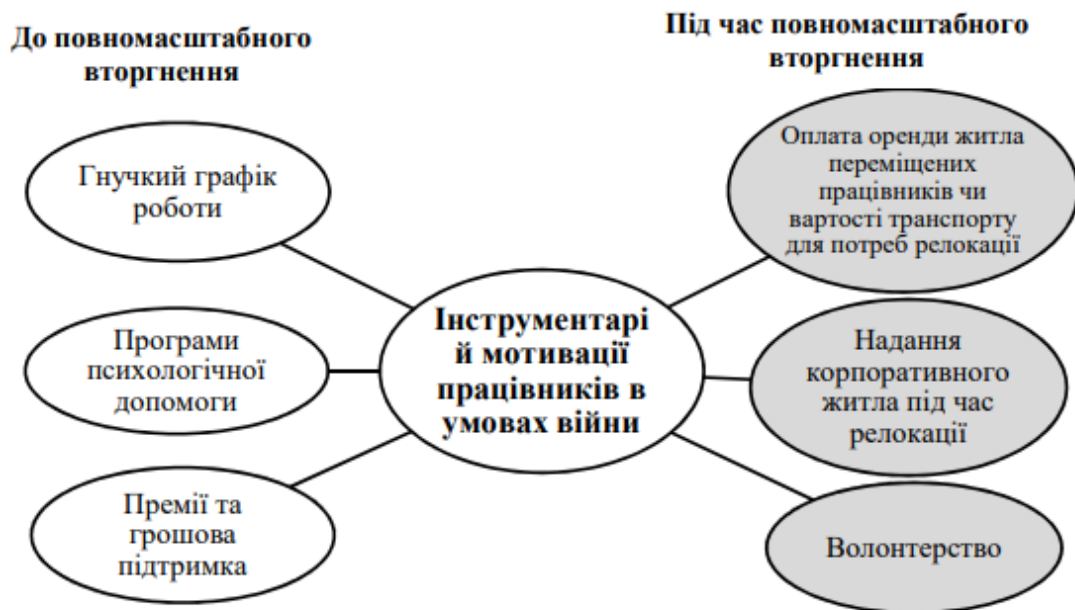 До повномасштабного
вторгнення
Під час повномасштабного
вторгнення
Гнучкий графік
роботи
Програми
психологічної
допомоги
Премії та
грошова
підтримка
Інструментарі
й мотивації
працівників в
умовах війни
Оплата оренди житла
переміщених
працівників чи
вартості транспорту
для потреб релокації
Надання
корпоративного
житла під час
релокації
Волонтерство